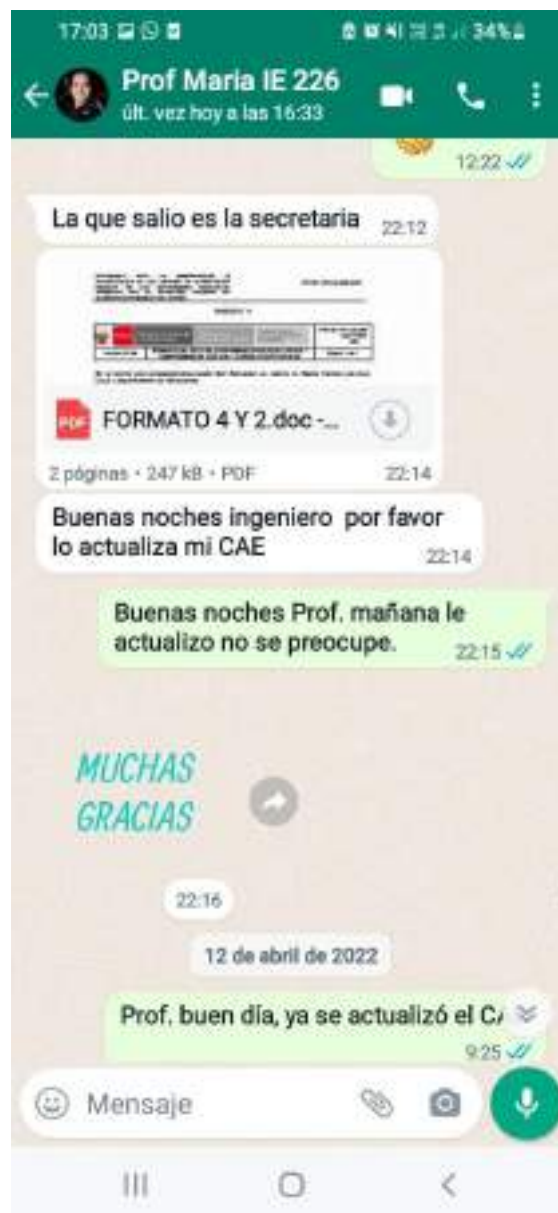 17:03
34%
Prof Maria IE 226
últ. vez hoy a las 16:33
12:22
La que salio es la secretaria
22:12
PDF
FORMATO 4 Y 2.doc -...
2 páginas • 247 kB • PDF
22:14
Buenas noches ingeniero por favor
lo actualiza mi CAE
22:14
Buenas noches Prof. mañana le
actualizo no se preocupe.
22:15
MUCHAS
GRACIAS
22:16
12 de abril de 2022
Prof. buen día, ya se actualizó el
9:25
Mensaje